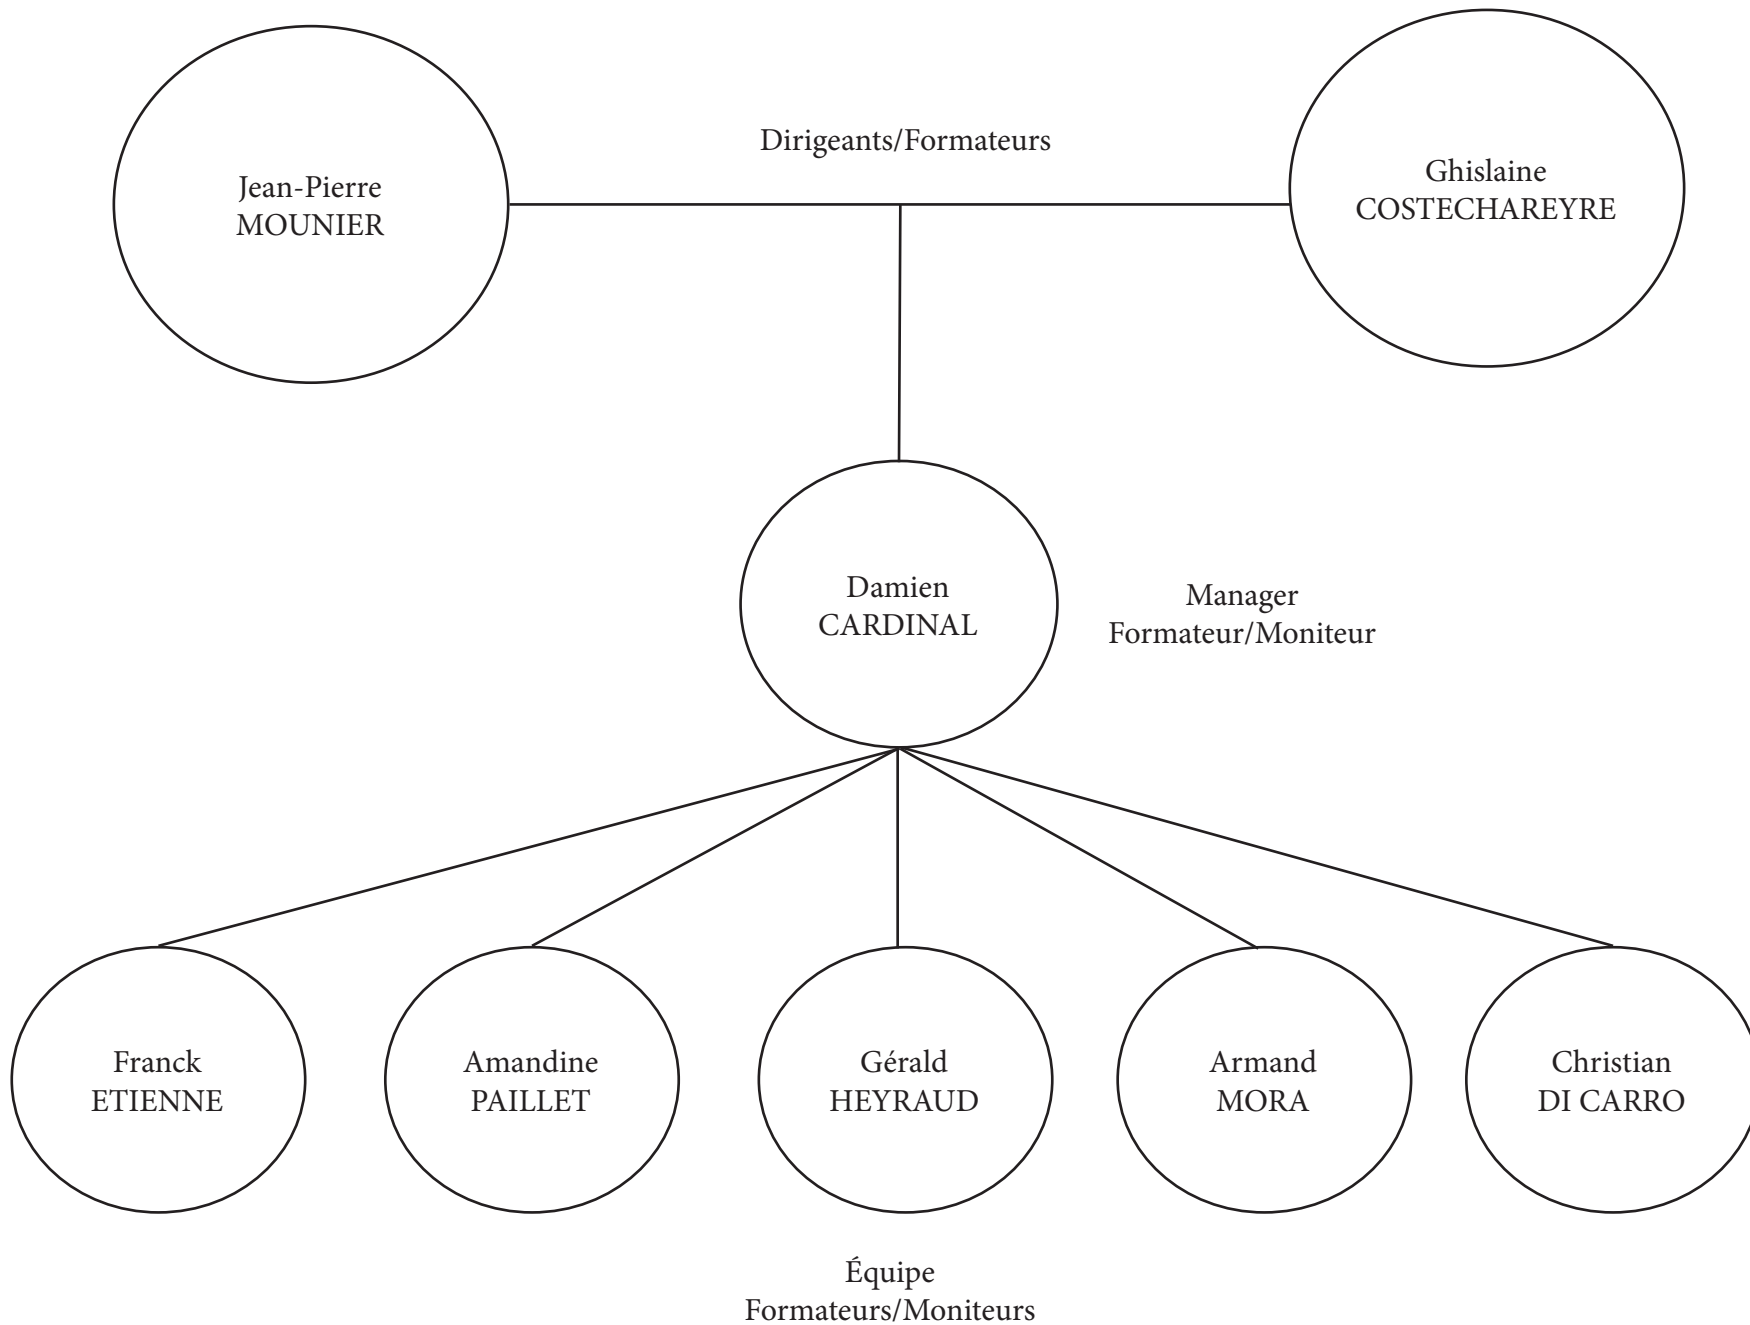 Dirigeants/Formateurs
Jean-Pierre
MOUNIER
Ghislaine
COSTECHAREYRE
Damien
CARDINAL
Manager
Formateur/Moniteur
Franck
ETIENNE
Amandine
PAILLET
Gérald
HEYRAUD
Armand
MORA
Christian
DI CARRO
Équipe
Formateurs/Moniteurs